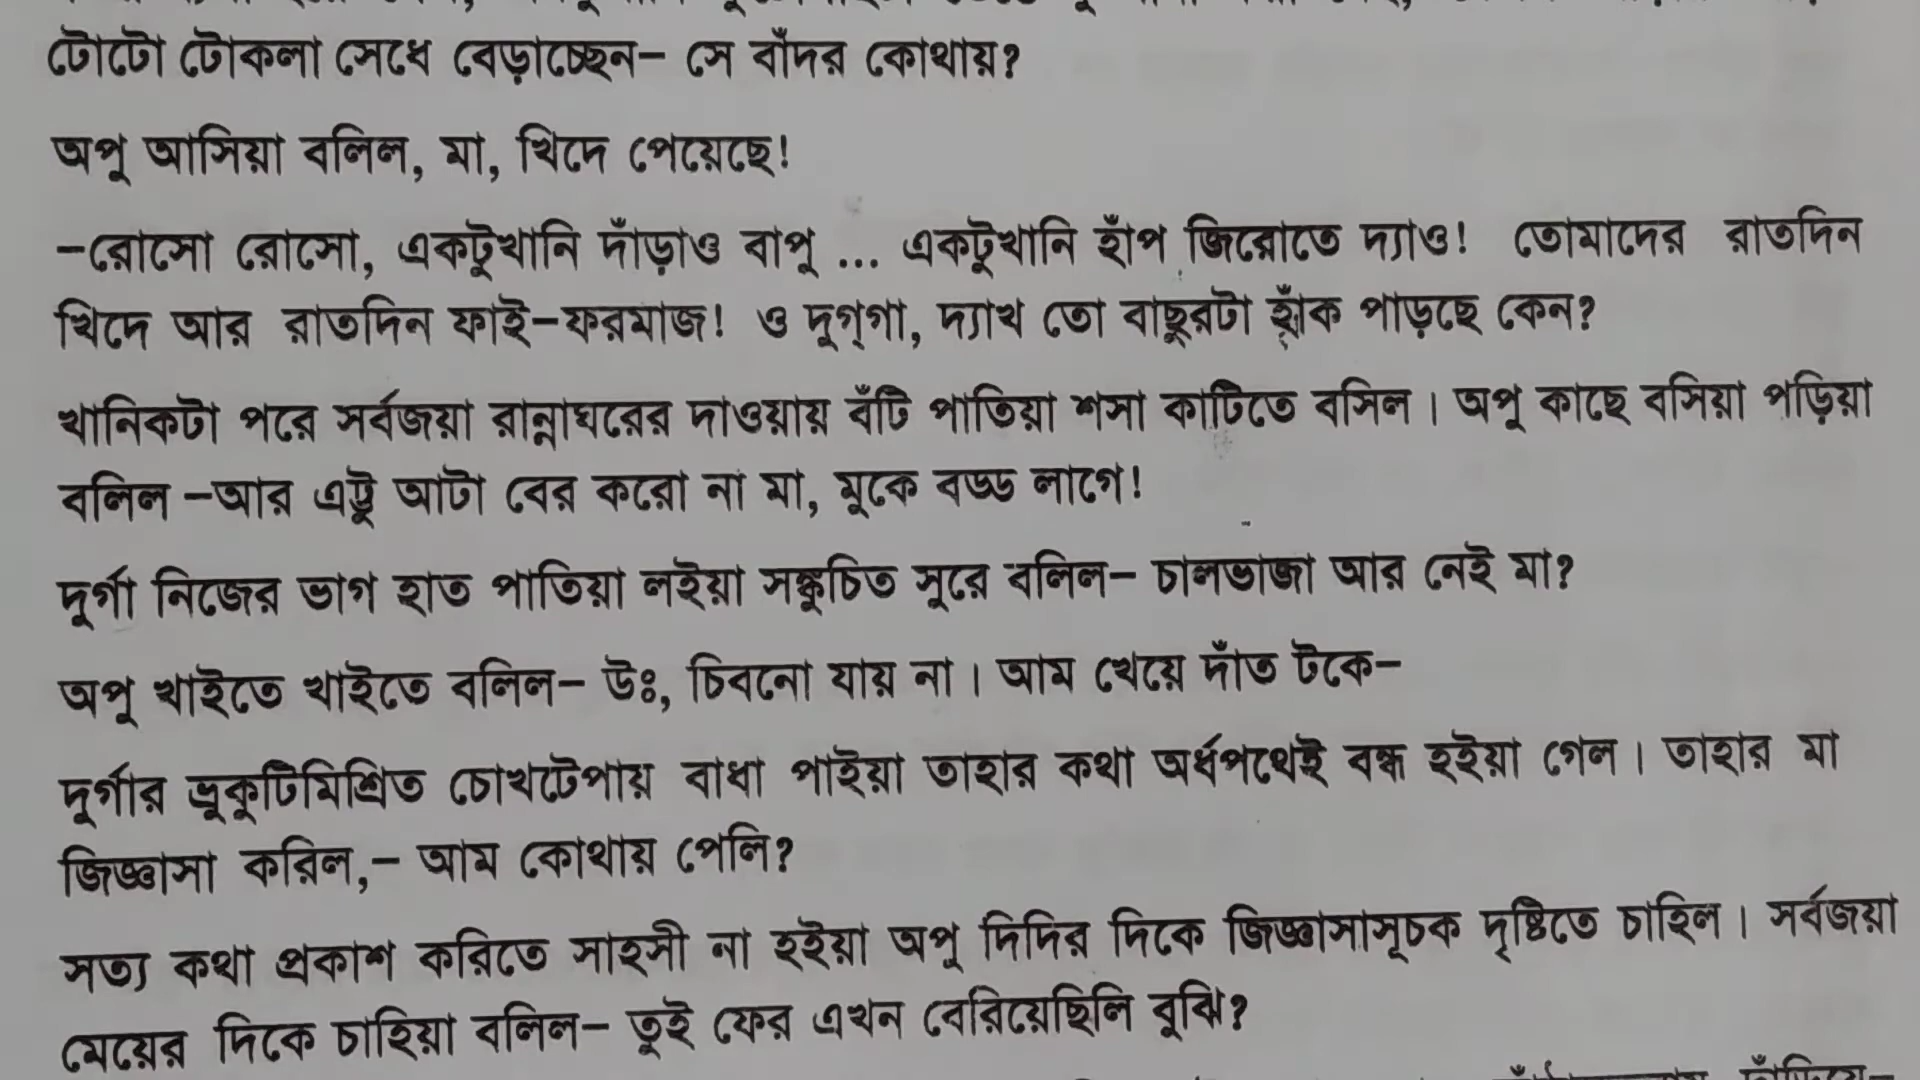 টোটো টোকলা সেধে বেড়াচ্ছেন– সে বাঁদর কোথায়?
অপু আসিয়া বলিল, মা, খিদে পেয়েছে!
–রোসো রোসো, একটুখানি দাঁড়াও বাপু ... একটুখানি হাঁপ জিরোতে দ্যাও! তোমাদের রাতদিন
খিদে আর রাতদিন ফাই-ফরমাজ! ও দুগ্‌গা, দ্যাখ তো বাছুরটা হাঁক পাড়ছে কেন?
খানিকটা পরে সর্বজয়া রান্নাঘরের দাওয়ায় বঁটি পাতিয়া শসা কাটিতে বসিল। অপু কাছে বসিয়া পড়িয়া
বলিল –আর এট্টু আটা বের করো না মা, মুকে বড্ড লাগে!
দুর্গা নিজের ভাগ হাত পাতিয়া লইয়া সঙ্কুচিত সুরে বলিল– চালভাজা আর নেই মা?
অপু খাইতে খাইতে বলিল– উঃ, চিবনো যায় না। আম খেয়ে দাঁত টকে–
দুর্গার ভ্রুকুটিমিশ্রিত চোখটেপায় বাধা পাইয়া তাহার কথা অর্ধপথেই বন্ধ হইয়া গেল। তাহার মা
জিজ্ঞাসা করিল,– আম কোথায় পেলি?
সত্য কথা প্রকাশ করিতে সাহসী না হইয়া অপু দিদির দিকে জিজ্ঞাসাসূচক দৃষ্টিতে চাহিল। সর্বজয়া
মেয়ের দিকে চাহিয়া বলিল– তুই ফের এখন বেরিয়েছিলি বুঝি?